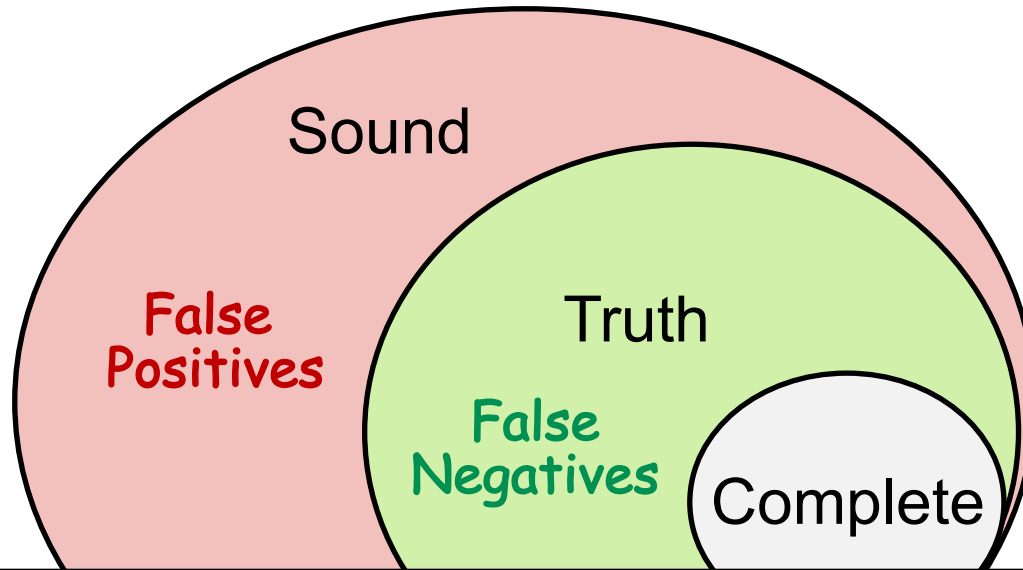 Sound
False
Positives
Truth
False
Negatives
Complete